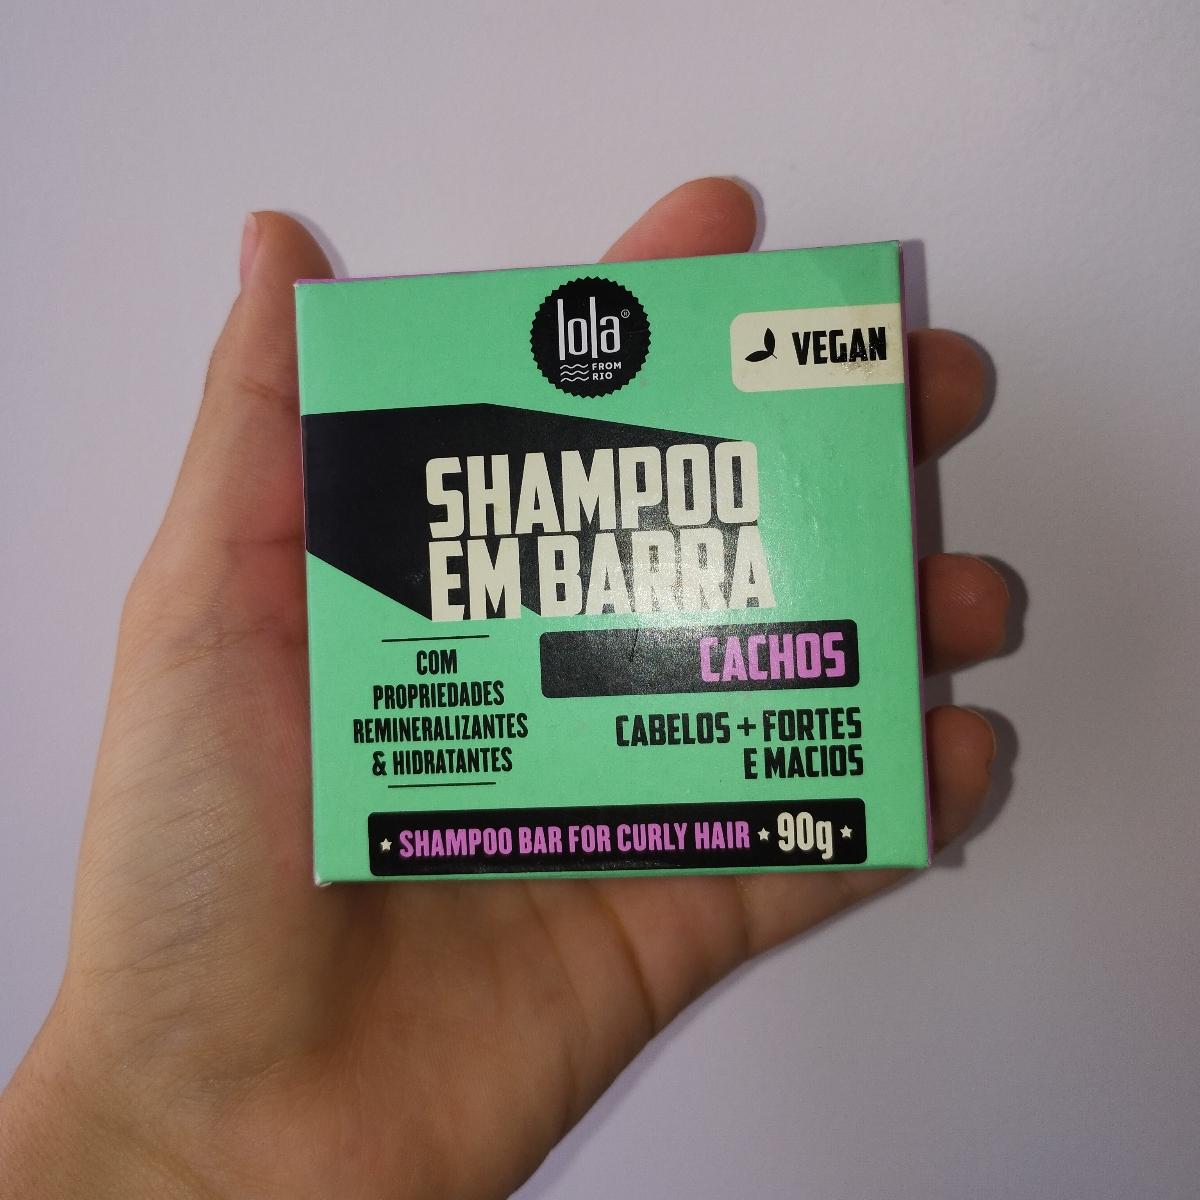 lola®
FROM
RIO
VEGAN
SHAMPOO
EM BARRA
CACHOS
COM
PROPRIEDADES
REMINERALIZANTES
& HIDRATANTES
CABELOS + FORTES
E MACIOS
SHAMPOO BAR FOR CURLY HAIR ★ 90g